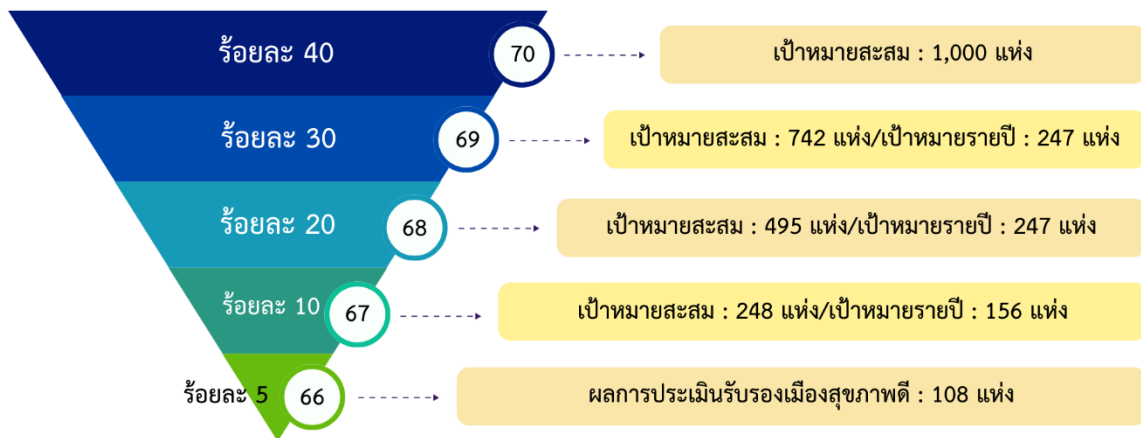 ร้อยละ 40
70
เป้าหมายสะสม : 1,000 แห่ง
ร้อยละ 30
69
เป้าหมายสะสม : 742 แห่ง/เป้าหมายรายปี : 247 แห่ง
ร้อยละ 20
68
เป้าหมายสะสม : 495 แห่ง/เป้าหมายรายปี : 247 แห่ง
ร้อยละ 10
67
เป้าหมายสะสม : 248 แห่ง/เป้าหมายรายปี : 156 แห่ง
ร้อยละ 5
66
ผลการประเมินรับรองเมืองสุขภาพดี : 108 แห่ง